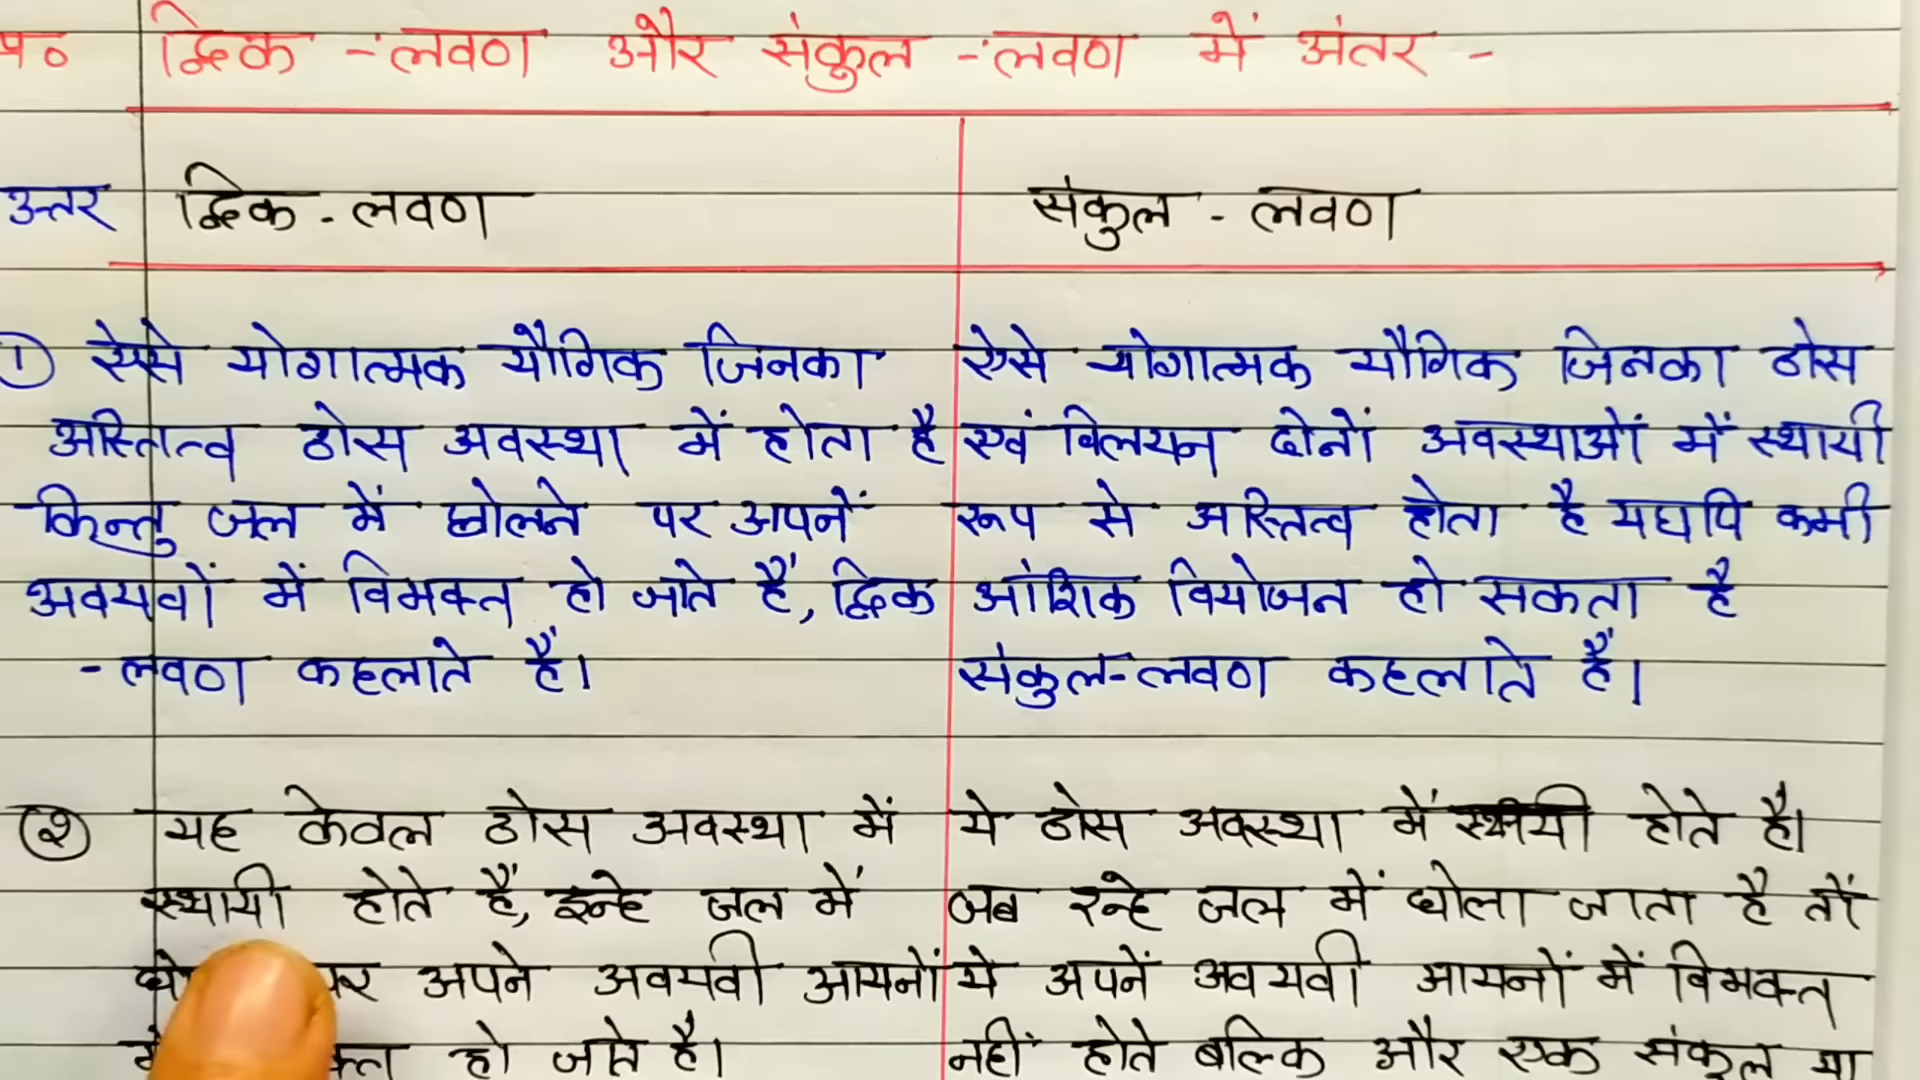 प्र० द्विक -लवण और संकुल -लवण में अंतर -
उत्तर द्विक - लवण
संकुल - लवण
① ऐसे योगात्मक यौगिक जिनका
अस्तित्व ठोस अवस्था में होता है
किन्तु जल में घोलने पर अपनें
अवयवों में विभक्त हो जाते हैं, द्विक
- लवण कहलाते हैं।
ऐसे योगात्मक यौगिक जिनका ठोस
एवं विलयन दोनों अवस्थाओं में स्थायी
रूप से अस्तित्व होता है यद्यपि कभी
आंशिक वियोजन हो सकता है
संकुल-लवण कहलाते हैं।
② यह केवल ठोस अवस्था में
स्थायी होते हैं, इन्हे जल में
पर अपने अवयवी आयनों
हो जाते है।
ये ठोस अवस्था में स्थायी होते है।
जब इन्हे जल में घोला जाता है तों
ये अपनें अवयवी आयनों में विभक्त
नहीं होते बल्कि और एक संकुल या